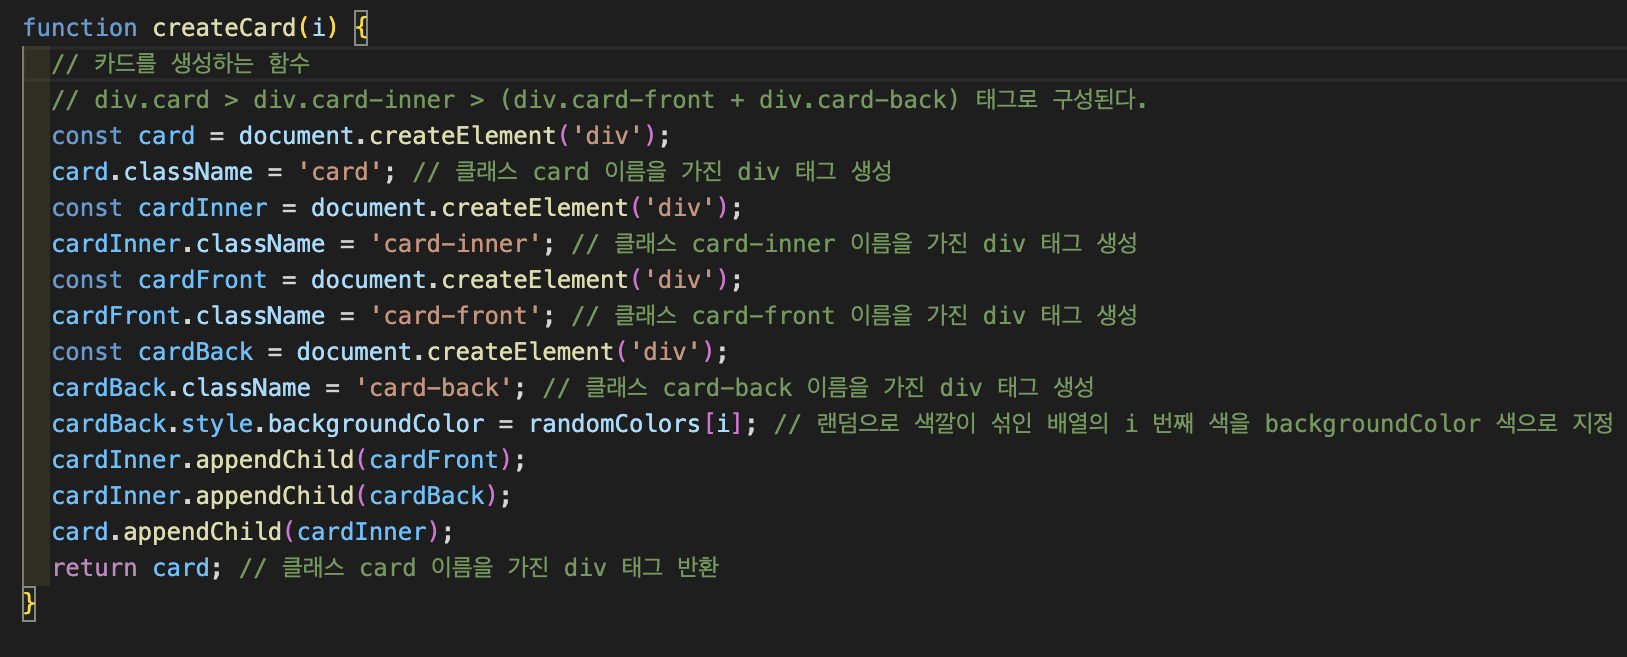 function createCard(i) {
  // 카드를 생성하는 함수
  // div.card > div.card-inner > (div.card-front + div.card-back) 태그로 구성된다.
  const card = document.createElement('div');
  card.className = 'card'; // 클래스 card 이름을 가진 div 태그 생성
  const cardInner = document.createElement('div');
  cardInner.className = 'card-inner'; // 클래스 card-inner 이름을 가진 div 태그 생성
  const cardFront = document.createElement('div');
  cardFront.className = 'card-front'; // 클래스 card-front 이름을 가진 div 태그 생성
  const cardBack = document.createElement('div');
  cardBack.className = 'card-back'; // 클래스 card-back 이름을 가진 div 태그 생성
  cardBack.style.backgroundColor = randomColors[i]; // 랜덤으로 색깔이 섞인 배열의 i 번째 색을 backgroundColor 색으로 지정
  cardInner.appendChild(cardFront);
  cardInner.appendChild(cardBack);
  card.appendChild(cardInner);
  return card; // 클래스 card 이름을 가진 div 태그 반환
}